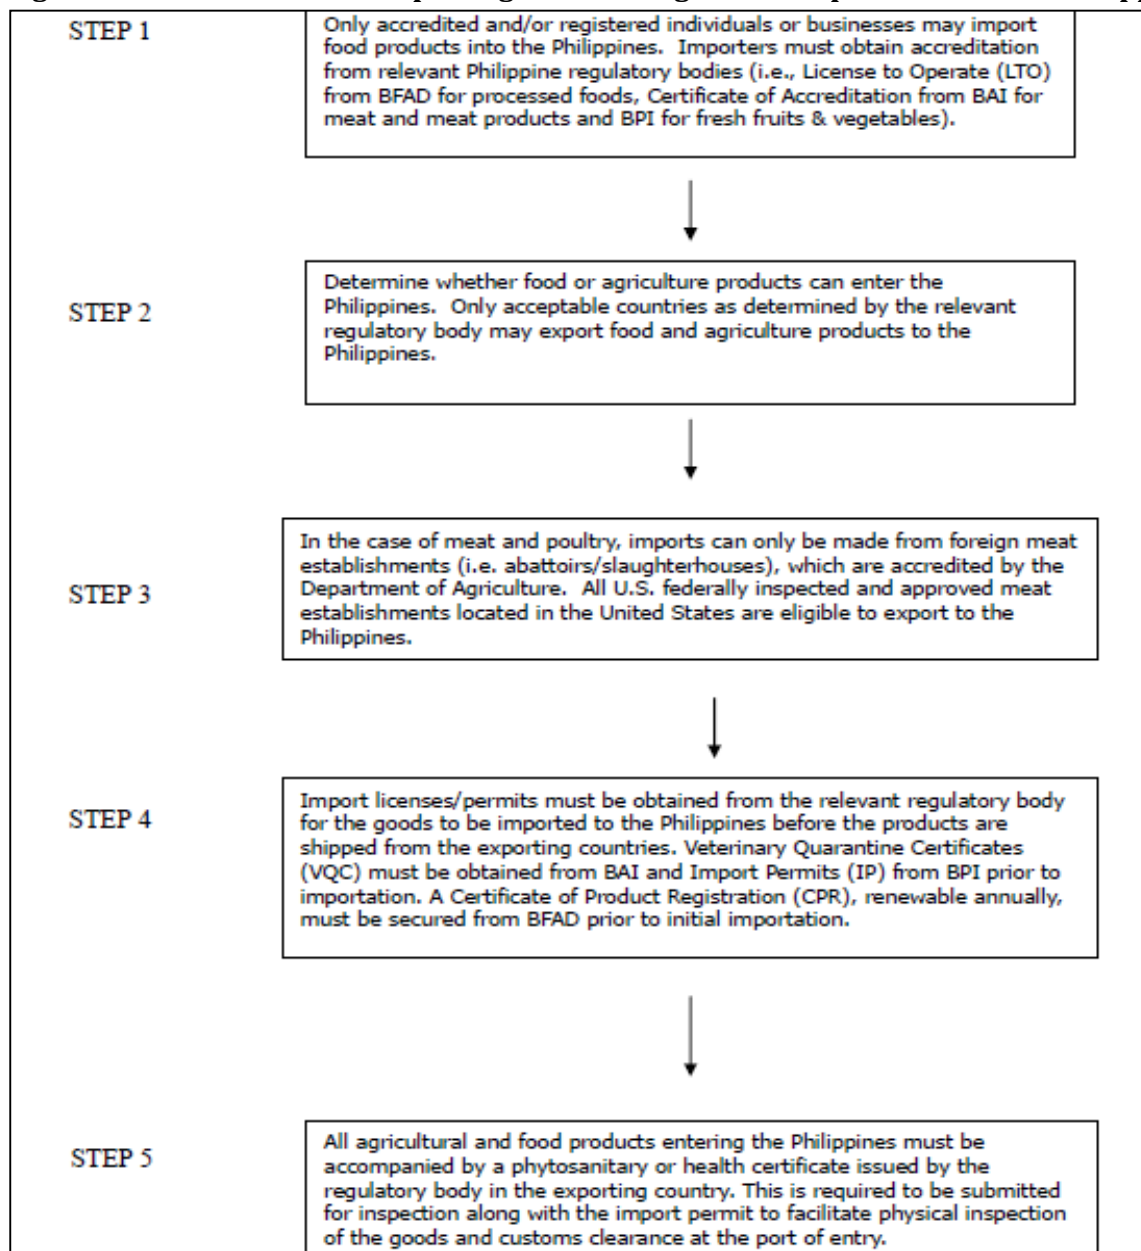 STEP 1
Only accredited and/or registered individuals or businesses may import
food products into the Philippines. Importers must obtain accreditation
from relevant Philippine regulatory bodies (i.e., License to Operate (LTO)
from BFAD for processed foods, Certificate of Accreditation from BAI for
meat and meat products and BPI for fresh fruits & vegetables).
STEP 2
Determine whether food or agriculture products can enter the
Philippines. Only acceptable countries as determined by the relevant
regulatory body may export food and agriculture products to the
Philippines.
STEP 3
In the case of meat and poultry, imports can only be made from foreign meat
establishments (i.e. abattoirs/slaughterhouses), which are accredited by the
Department of Agriculture. All U.S. federally inspected and approved meat
establishments located in the United States are eligible to export to the
Philippines.
STEP 4
Import licenses/permits must be obtained from the relevant regulatory body
for the goods to be imported to the Philippines before the products are
shipped from the exporting countries. Veterinary Quarantine Certificates
(VQC) must be obtained from BAI and Import Permits (IP) from BPI prior to
importation. A Certificate of Product Registration (CPR), renewable annually,
must be secured from BFAD prior to initial importation.
STEP 5
All agricultural and food products entering the Philippines must be
accompanied by a phytosanitary or health certificate issued by the
regulatory body in the exporting country. This is required to be submitted
for inspection along with the import permit to facilitate physical inspection
of the goods and customs clearance at the port of entry.